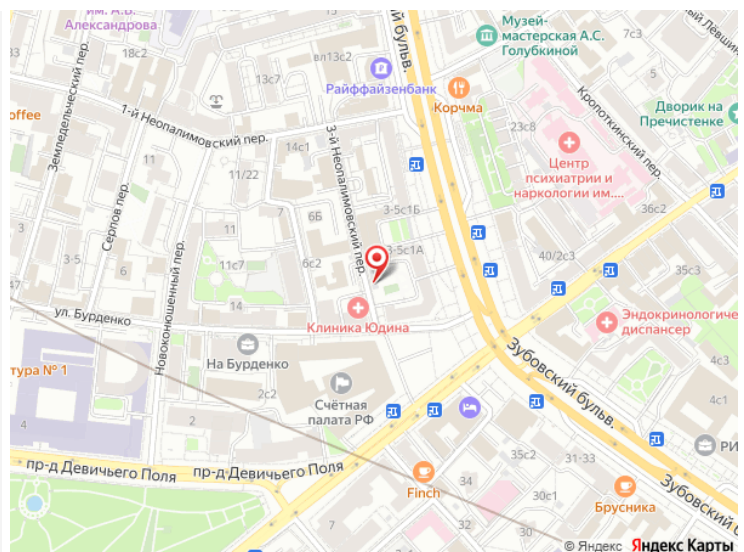 им. А.В.
Александрова
18с2
вл13с2
13с7
Музей-
мастерская А.С.
Голубкиной
7с3
5
Райффайзенбанк
Корчма
offee
Земледельческий пер.
1-й Неопалимовский пер.
3-й Неопалимовский пер.
Кропоткинский пер.
Дворик на
Пречистенке
23с8
Центр
психиатрии и
наркологии им....
11
14с1
11/22
Серпов пер.
Новоконюшенный пер.
3-5с1Б
6Б
3-5с1А
36с2
3-5
47
11с7
6с2
40/2с3
35с3
14
ул. Бурденко
Клиника Юдина
Эндокринологиче
диспансер
На Бурденко
Зубовский бульв.
тура № 1
4с3
2с2
Счётная
палата РФ
4с1
4
2
РИ
пр-д Девичьего Поля
пр-д Девичьего Поля
35с2
31-33
34
Finch
30с1
Брусника
32
7
Зубовский б
© Яндекс Яндекс Карты